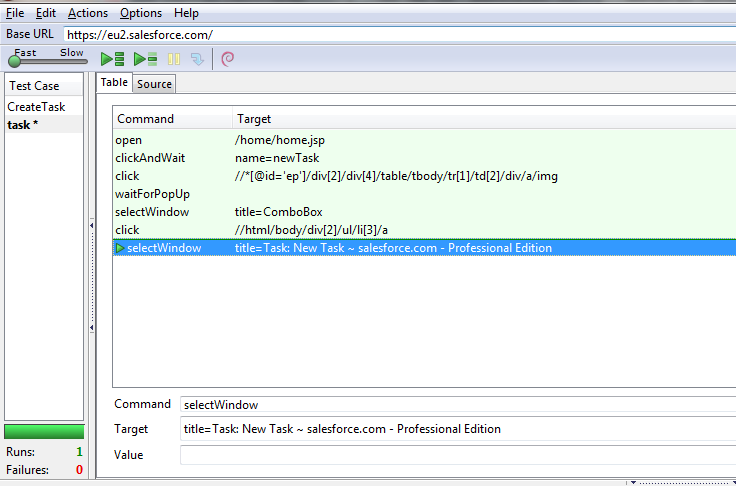 File Edit Actions Options Help
Base URL https://eu2.salesforce.com/
Fast Slow
Test Case
CreateTask
task *
Table Source
Command Target
open /home/home.jsp
clickAndWait name=newTask
click //*[@id='ep']/div[2]/div[4]/table/tbody/tr[1]/td[2]/div/a/img
waitForPopUp
selectWindow title=ComboBox
click //html/body/div[2]/ul/li[3]/a
selectWindow title=Task: New Task ~ salesforce.com - Professional Edition
Command selectWindow
Target title=Task: New Task ~ salesforce.com - Professional Edition
Value
Runs: 1
Failures: 0